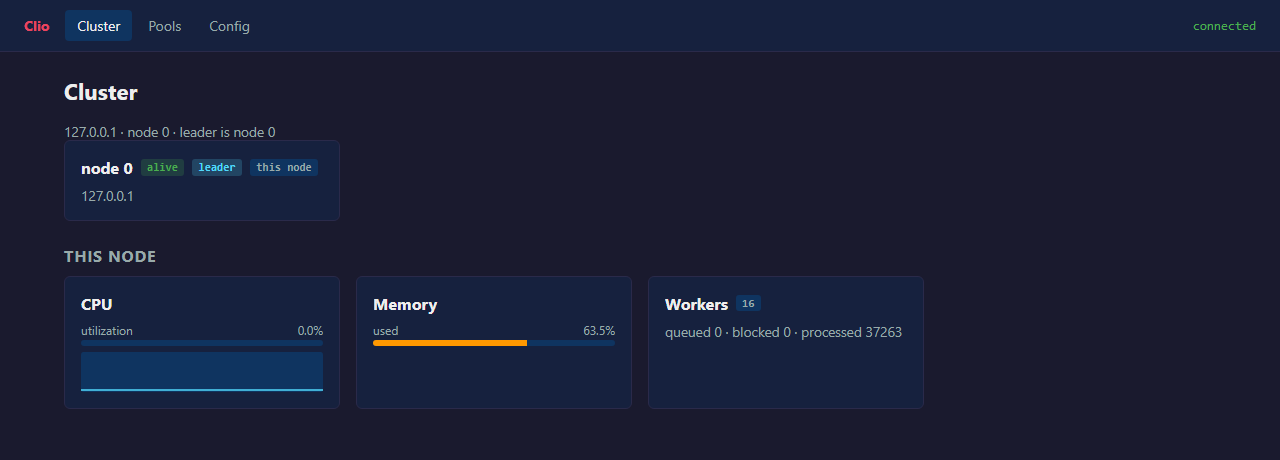 Clio Cluster Pools Config connected
Cluster
127.0.0.1 · node 0 · leader is node 0
node 0 alive leader this node
127.0.0.1
THIS NODE
CPU
utilization 0.0%
Memory
used 63.5%
Workers 16
queued 0 · blocked 0 · processed 37263